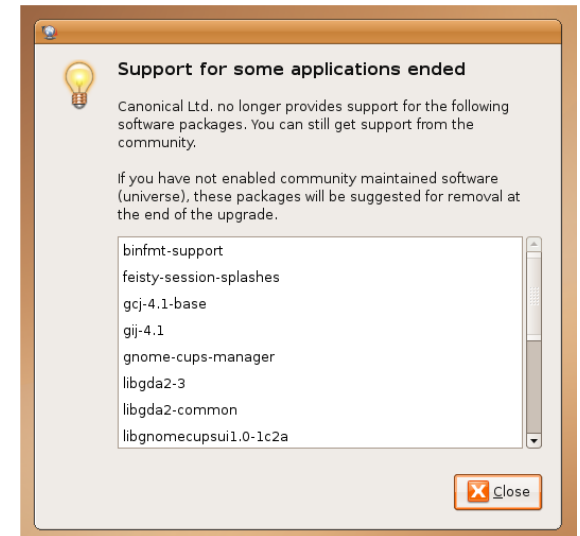 Support for some applications ended
Canonical Ltd. no longer provides support for the following
software packages. You can still get support from the
community.
If you have not enabled community maintained software
(universe), these packages will be suggested for removal at
the end of the upgrade.
binfmt-support
feisty-session-splashes
gcj-4.1-base
gij-4.1
gnome-cups-manager
libgda2-3
libgda2-common
libgnomecupsui1.0-1c2a
Close